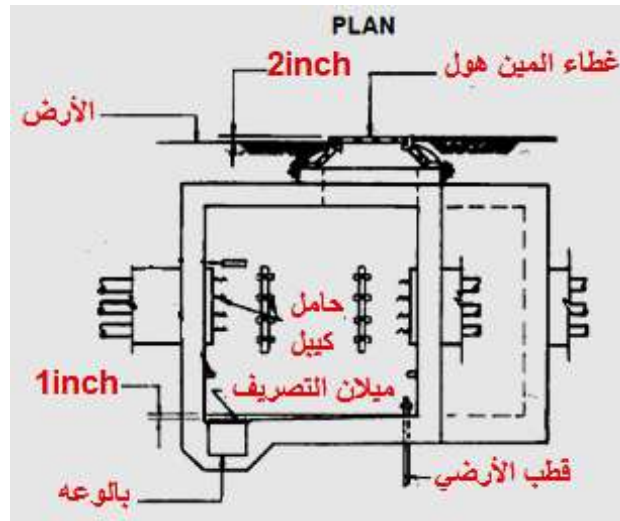 PLAN
2inch
غطاء المين هول
الأرض
حامل
كيبل
1inch
ميلان التصريف
بالوعه
قطب الأرضي